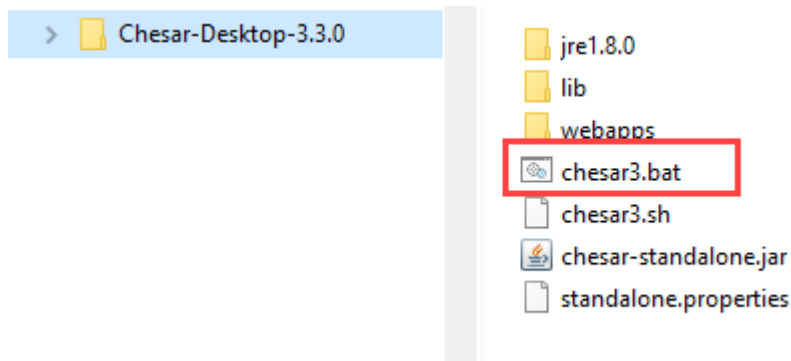 Chesar-Desktop-3.3.0
jre1.8.0
lib
webapps
chesar3.bat
chesar3.sh
chesar-standalone.jar
standalone.properties